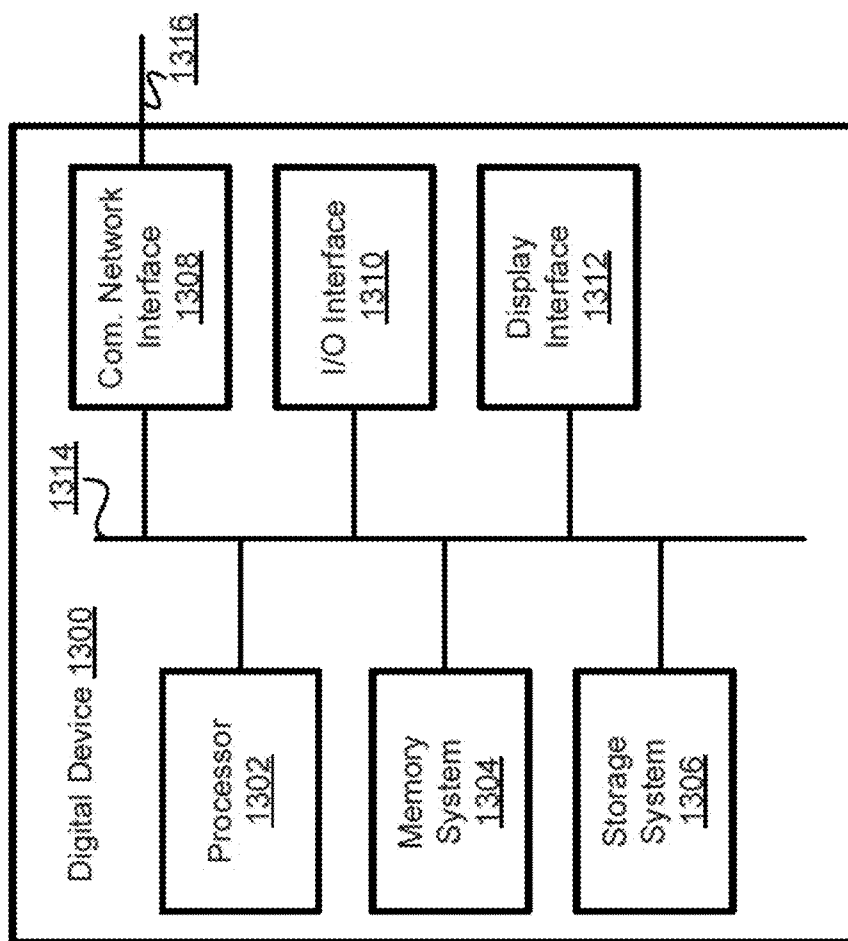 Digital Device 1300
1314
Processor
1302
Memory
System
1304
Storage
System
1306
Com. Network
Interface
1308
1316
I/O Interface
1310
Display
Interface
1312